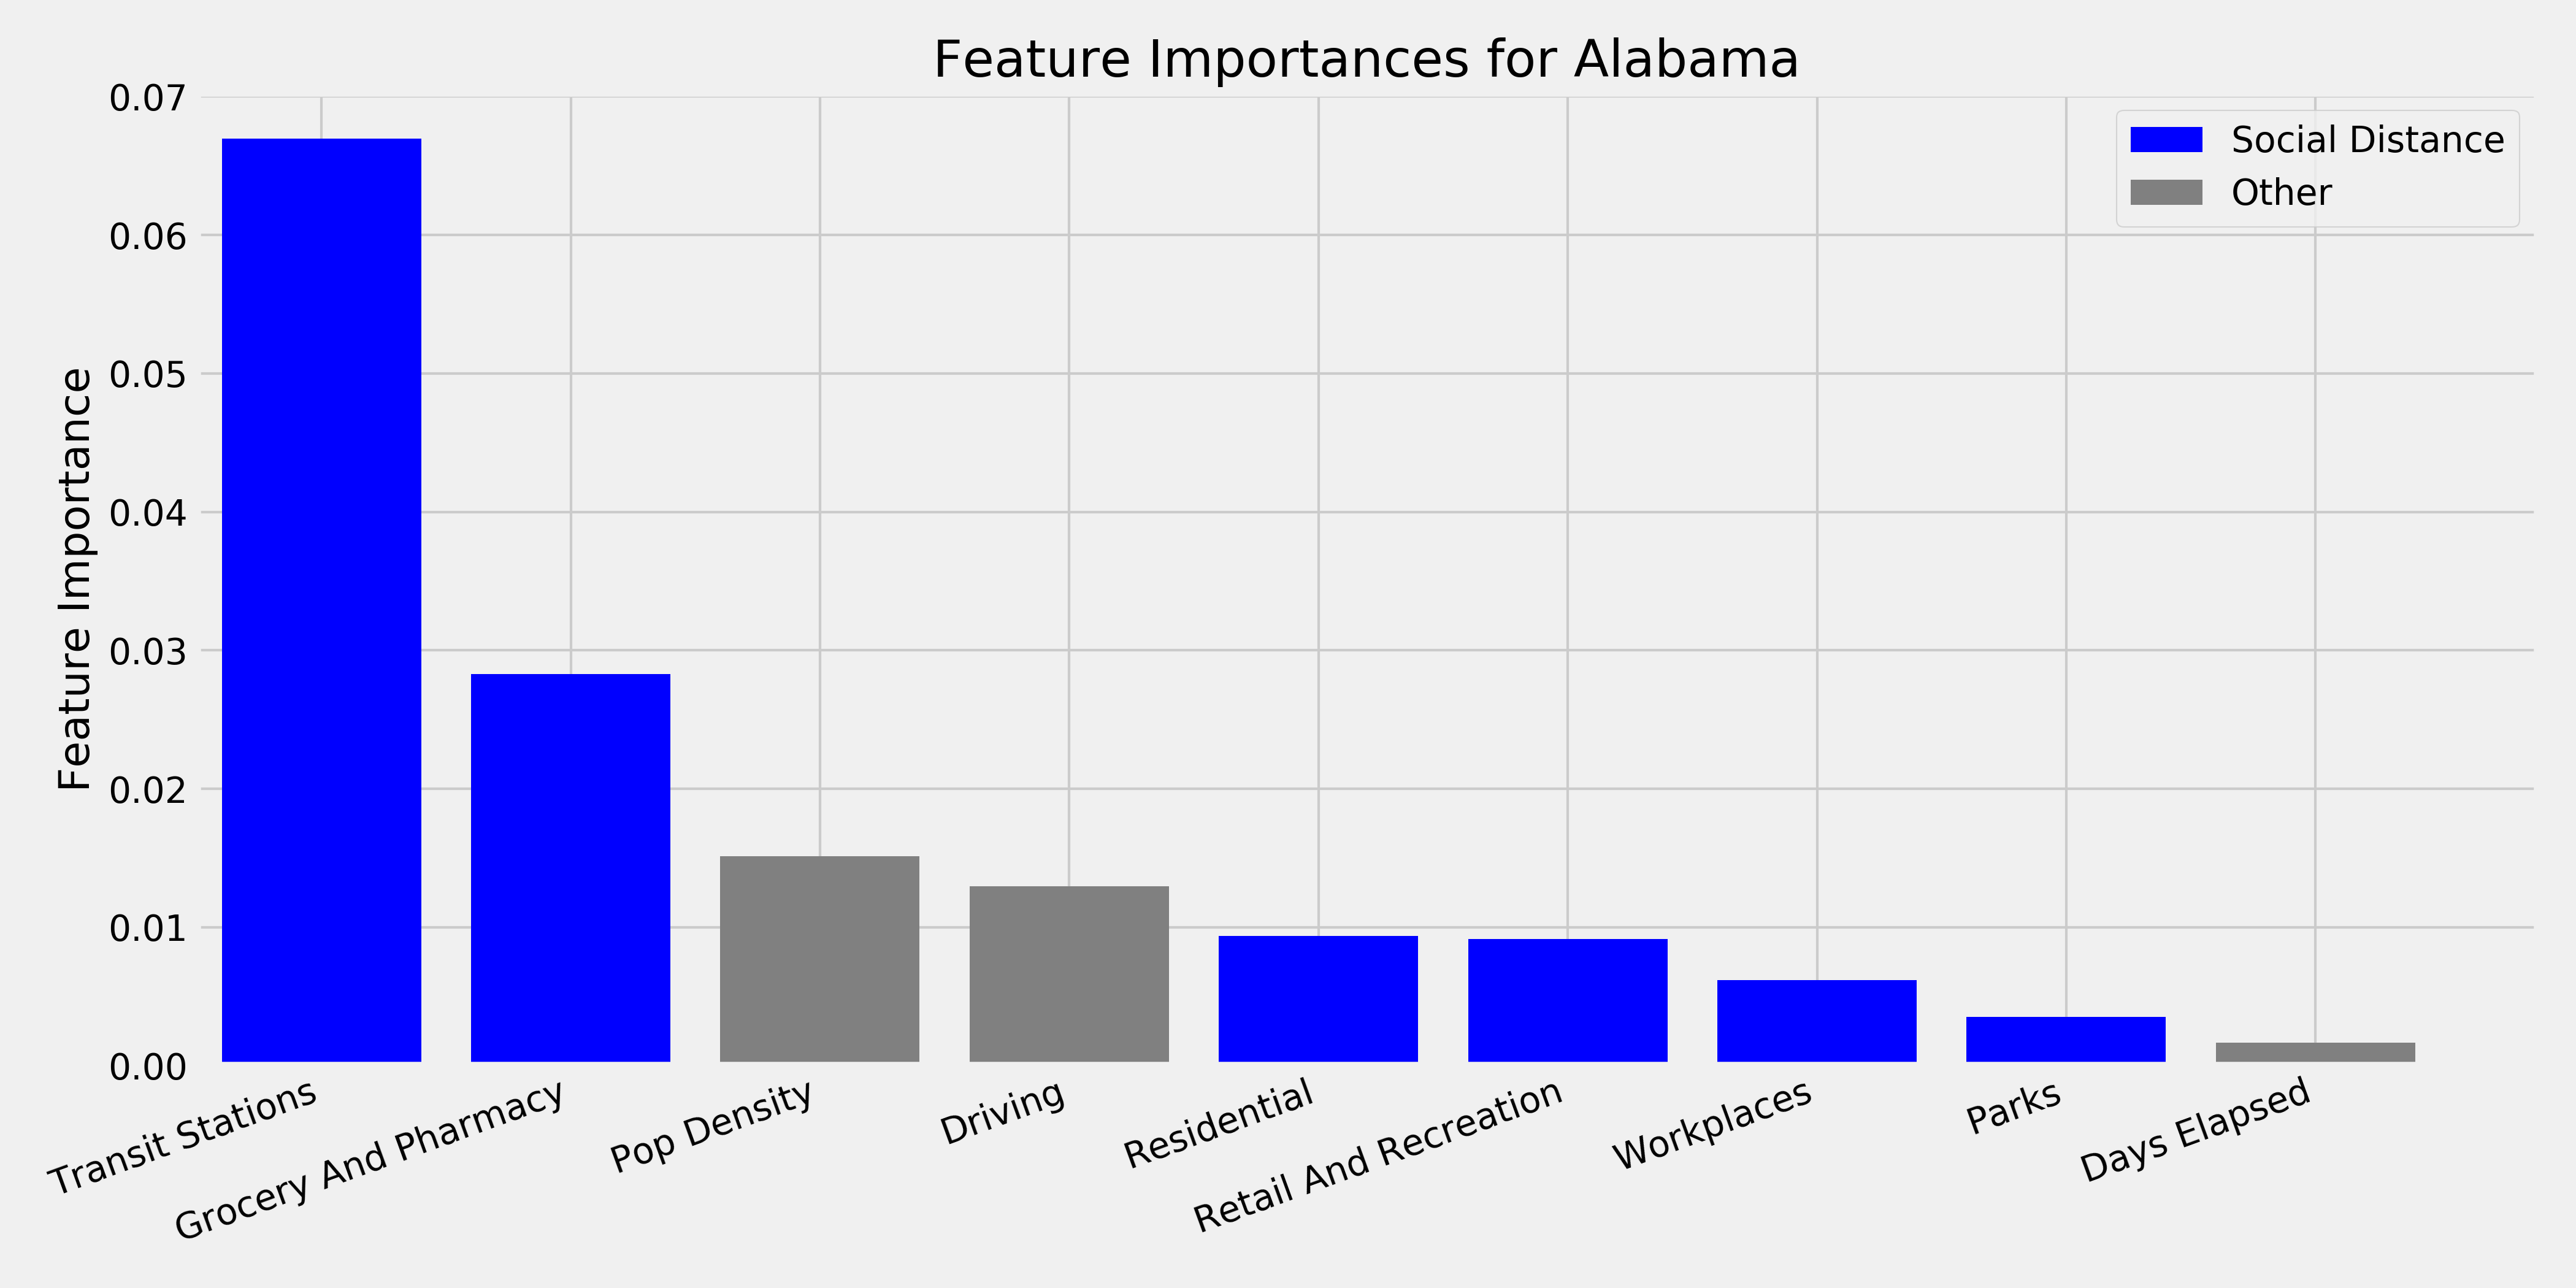 Feature Importances for Alabama
Social Distance
Other
Feature Importance
0.07
0.06
0.05
0.04
0.03
0.02
0.01
0.00
Transit Stations
Grocery And Pharmacy
Pop Density
Driving
Residential
Retail And Recreation
Workplaces
Parks
Days Elapsed